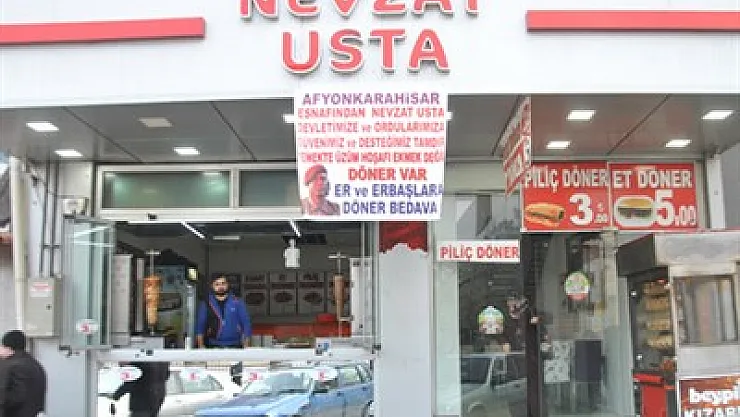 NEVZAT
USTA
AFYONKARAHİSAR
ESNAFINDAN NEVZAT USTA
DEVLETİMİZE ve ORDULARIMIZA
GÜVENİMİZ ve DESTEĞİMİZ TAMDIR
YEMEKTE ÜZÜM HOŞAFI EKMEK DEĞİL
DÖNER VAR
ER ve ERBAŞLARA
DÖNER BEDAVA
PİLİÇ DÖNER
3
ET DÖNER
5,00
PİLİÇ DÖNER
beypi